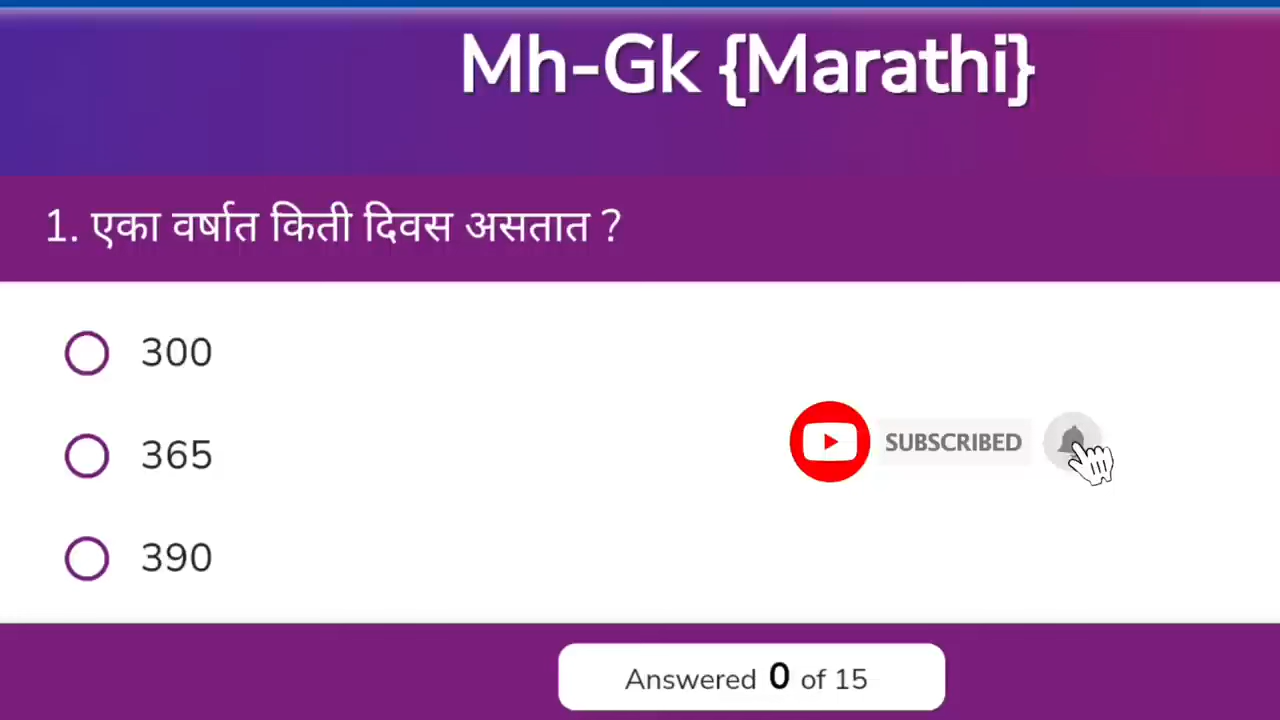 Mh-Gk {Marathi}
1. एका वर्षात किती दिवस असतात ?
300
365
SUBSCRIBED
390
Answered 0 of 15